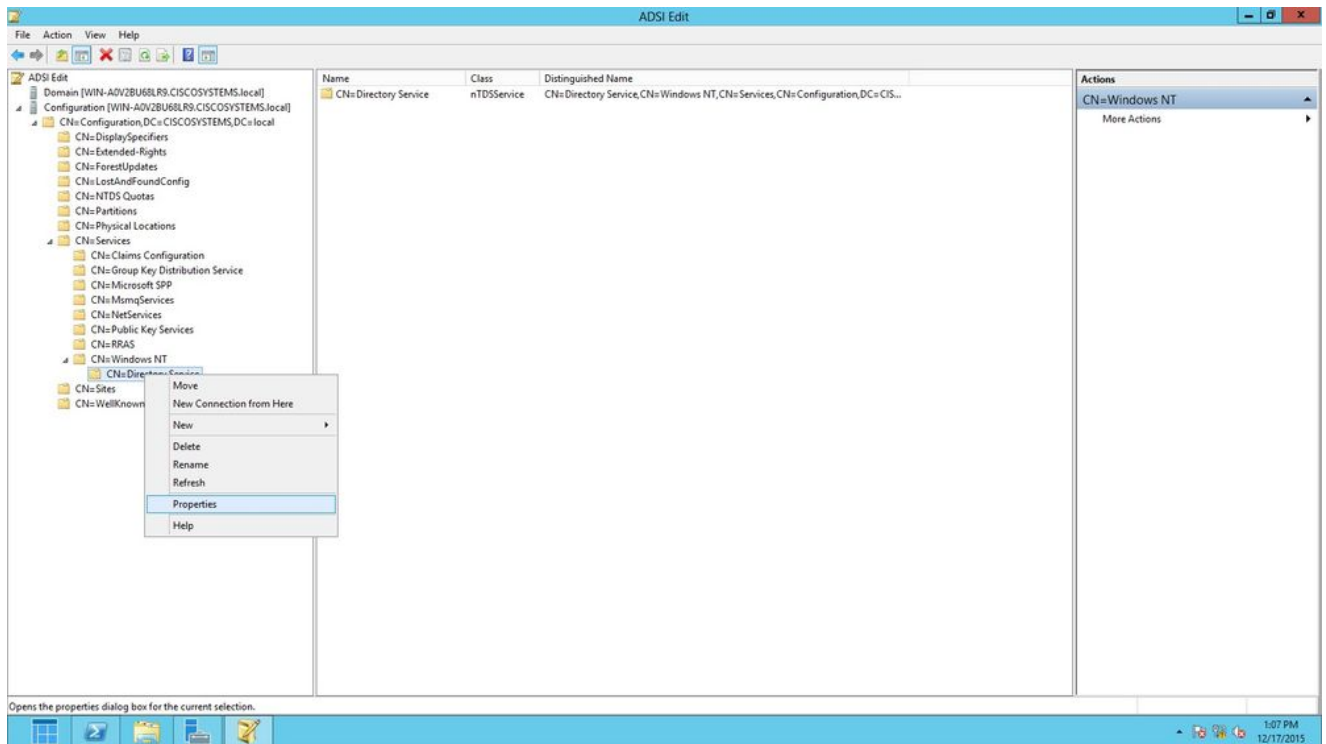 ADSI Edit
File Action View Help
ADSI Edit
Domain [WIN-A0V2BU68LR9.CISCOSYSTEMS.local]
Configuration [WIN-A0V2BU68LR9.CISCOSYSTEMS.local]
CN=Configuration,DC=CISCOSYSTEMS,DC=local
CN=DisplaySpecifiers
CN=Extended-Rights
CN=ForestUpdates
CN=LostAndFoundConfig
CN=NTDS Quotas
CN=Partitions
CN=Physical Locations
CN=Services
CN=Claims Configuration
CN=Group Key Distribution Service
CN=Microsoft SPP
CN=MsmqServices
CN=NetServices
CN=Public Key Services
CN=RRAS
CN=Windows NT
CN=Directory Service
CN=Sites
CN=WellKnown
Move
New Connection from Here
New
Delete
Rename
Refresh
Properties
Help
Name Class Distinguished Name
CN=Directory Service nTDSService CN=Directory Service,CN=Windows NT,CN=Services,CN=Configuration,DC=CIS...
Actions
CN=Windows NT
More Actions
Opens the properties dialog box for the current selection.
1:07 PM
12/17/2015